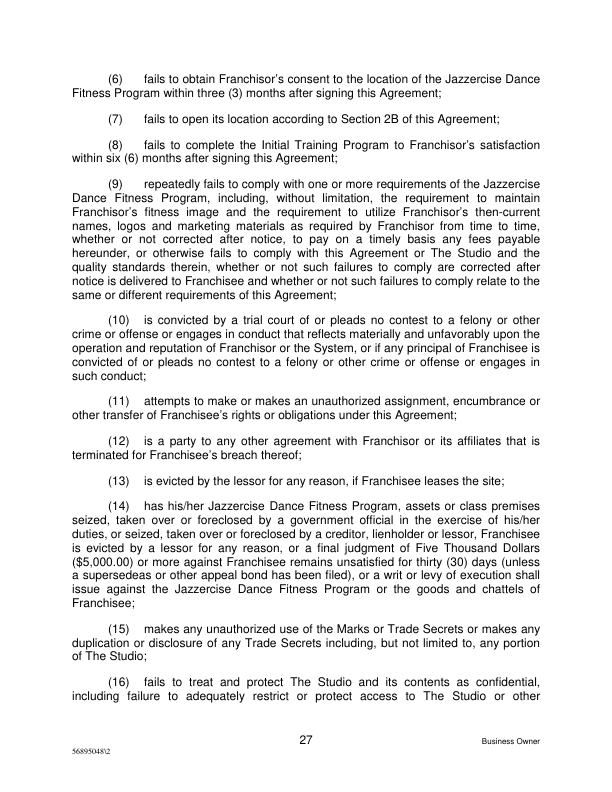 (6) fails to obtain Franchisor's consent to the location of the Jazzercise Dance
Fitness Program within three (3) months after signing this Agreement;
(7) fails to open its location according to Section 2B of this Agreement;
(8) fails to complete the Initial Training Program to Franchisor's satisfaction
within six (6) months after signing this Agreement;
(9) repeatedly fails to comply with one or more requirements of the Jazzercise
Dance Fitness Program, including, without limitation, the requirement to maintain
Franchisor's fitness image and the requirement to utilize Franchisor's then-current
names, logos and marketing materials as required by Franchisor from time to time,
whether or not corrected after notice, to pay on a timely basis any fees payable
hereunder, or otherwise fails to comply with this Agreement or The Studio and the
quality standards therein, whether or not such failures to comply are corrected after
notice is delivered to Franchisee and whether or not such failures to comply relate to the
same or different requirements of this Agreement;
(10) is convicted by a trial court of or pleads no contest to a felony or other
crime or offense or engages in conduct that reflects materially and unfavorably upon the
operation and reputation of Franchisor or the System, or if any principal of Franchisee is
convicted of or pleads no contest to a felony or other crime or offense or engages in
such conduct;
(11) attempts to make or makes an unauthorized assignment, encumbrance or
other transfer of Franchisee's rights or obligations under this Agreement;
(12) is a party to any other agreement with Franchisor or its affiliates that is
terminated for Franchisee's breach thereof;
(13) is evicted by the lessor for any reason, if Franchisee leases the site;
(14) has his/her Jazzercise Dance Fitness Program, assets or class premises
seized, taken over or foreclosed by a government official in the exercise of his/her
duties, or seized, taken over or foreclosed by a creditor, lienholder or lessor, Franchisee
is evicted by a lessor for any reason, or a final judgment of Five Thousand Dollars
($5,000.00) or more against Franchisee remains unsatisfied for thirty (30) days (unless
a supersedeas or other appeal bond has been filed), or a writ or levy of execution shall
issue against the Jazzercise Dance Fitness Program or the goods and chattels of
Franchisee;
(15) makes any unauthorized use of the Marks or Trade Secrets or makes any
duplication or disclosure of any Trade Secrets including, but not limited to, any portion
of The Studio;
(16) fails to treat and protect The Studio and its contents as confidential,
including failure to adequately restrict or protect access to The Studio or other
27
Business Owner
56895048\2